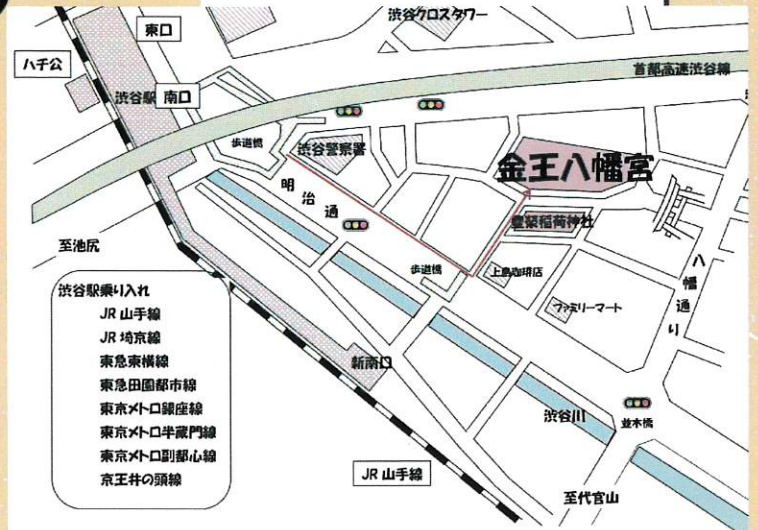 東口
渋谷クロスタワー
ハチ公
首都高速渋谷線
渋谷駅
南口
歩道橋
渋谷警察署
金王八幡宮
明治通
豊栄稲荷神社
至池尻
歩道橋
上島珈琲店
八幡通り
ファミリーマート
渋谷駅乗り入れ
JR 山手線
JR 埼京線
東急東横線
東急田園都市線
東京メトロ銀座線
東京メトロ半蔵門線
東京メトロ副都心線
京王井の頭線
新南口
渋谷川
並木橋
JR 山手線
至代官山